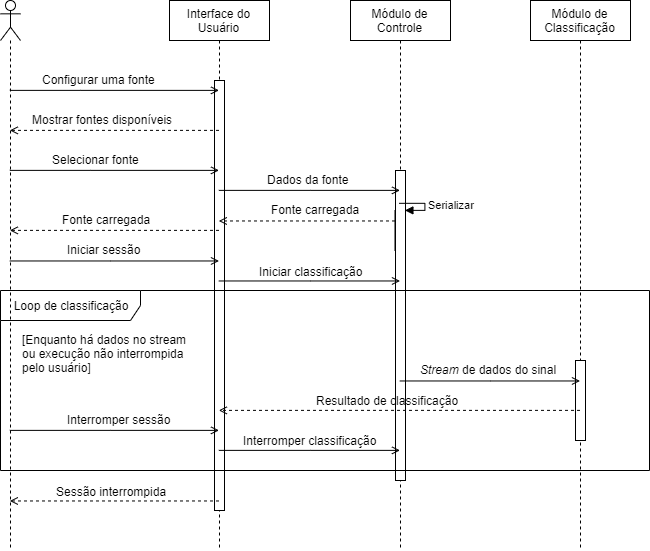 Interface do
Usuário
Módulo de
Controle
Módulo de
Classificação
Configurar uma fonte
Mostrar fontes disponíveis
Selecionar fonte
Dados da fonte
Serializar
Fonte carregada
Fonte carregada
Iniciar sessão
Iniciar classificação
Loop de classificação
[Enquanto há dados no stream
ou execução não interrompida
pelo usuário]
Stream de dados do sinal
Resultado de classificação
Interromper sessão
Interromper classificação
Sessão interrompida